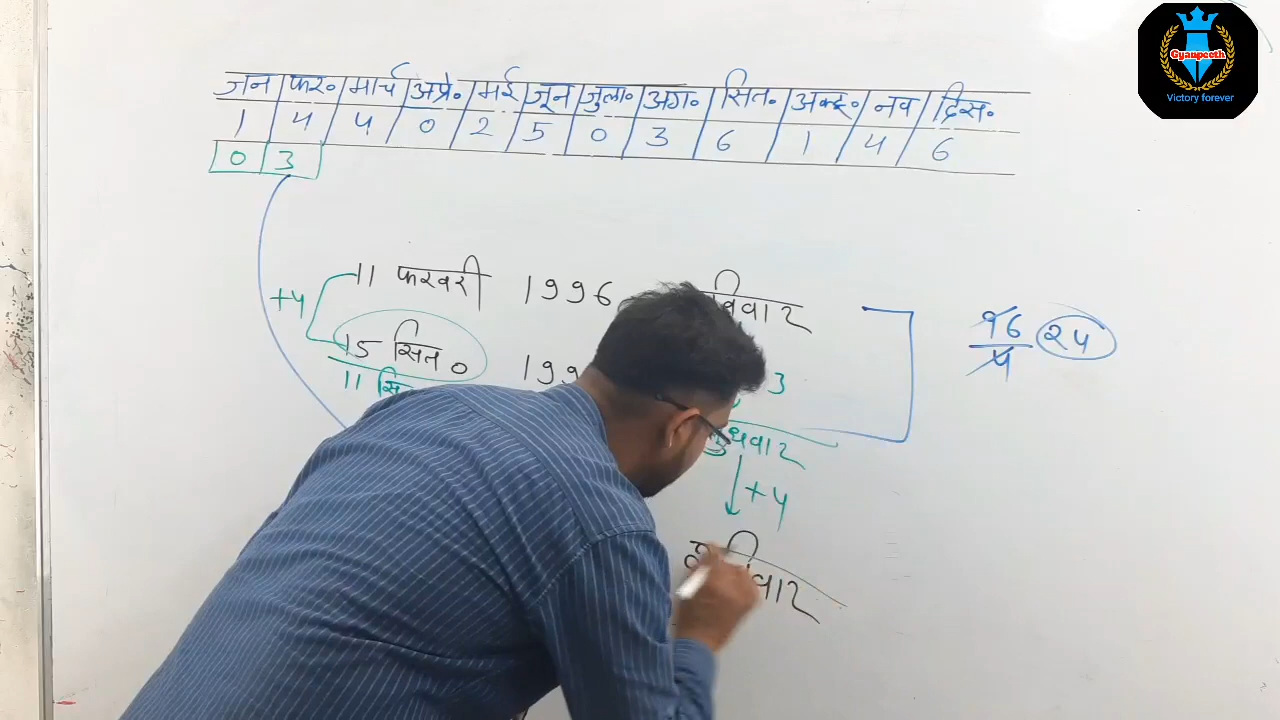 Gyanpeeth
Victory forever
जन फर० मार्च अप्रे० मई जून जुला० अग० सित० अक्टू० नव दिस०
1 4 4 0 2 5 0 3 6 1 4 6
0 3
11 फरवरी 1996
+4
15 सित० 199
96/4 24
11 3
बुधवार
+4